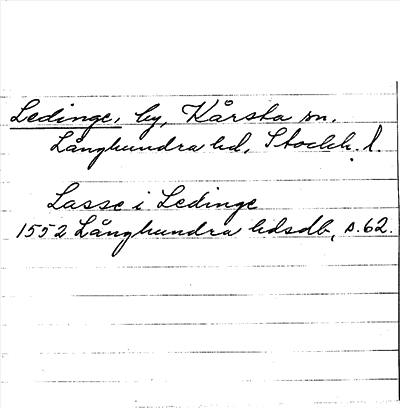 Ledinge, by, Kårsta sn.
Långhundra hd, Stockh. l.
Lasse i Ledinge
1552 Långhundra hdsdb, s. 62.